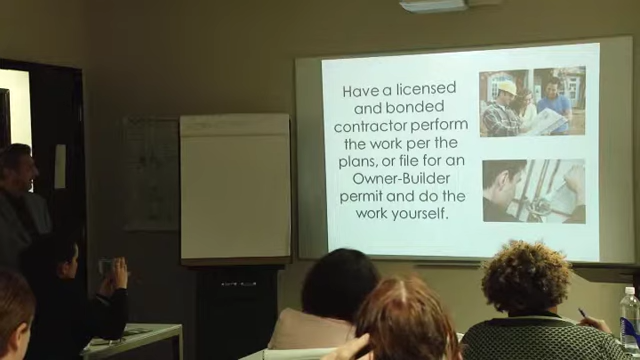 Have a licensed
and bonded
contractor perform
the work per the
plans, or file for an
Owner-Builder
permit and do the
work yourself.